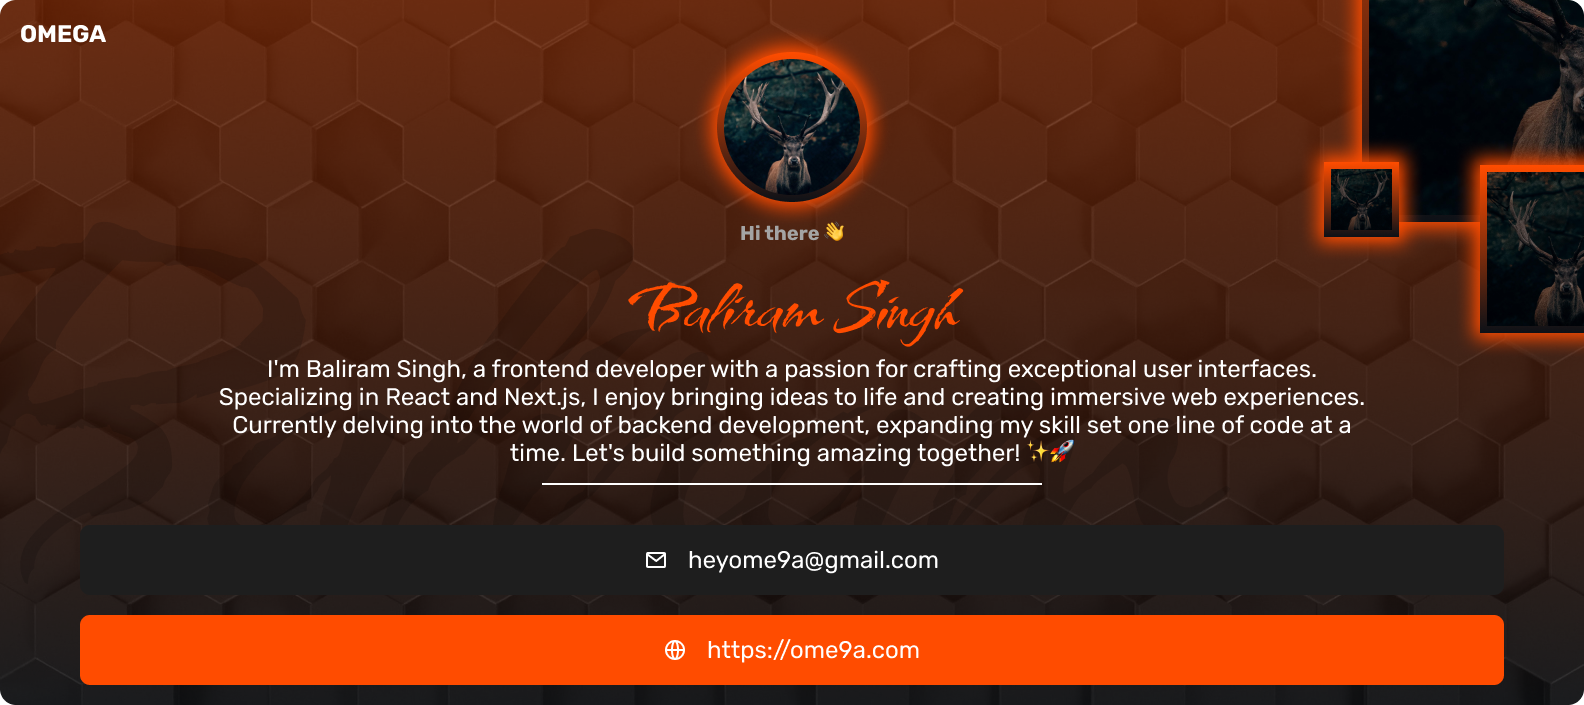 OMEGA
Hi there 👋
Baliram Singh
I'm Baliram Singh, a frontend developer with a passion for crafting exceptional user interfaces.
Specializing in React and Next.js, I enjoy bringing ideas to life and creating immersive web experiences.
Currently delving into the world of backend development, expanding my skill set one line of code at a
time. Let's build something amazing together! ✨🚀
heyome9a@gmail.com
https://ome9a.com